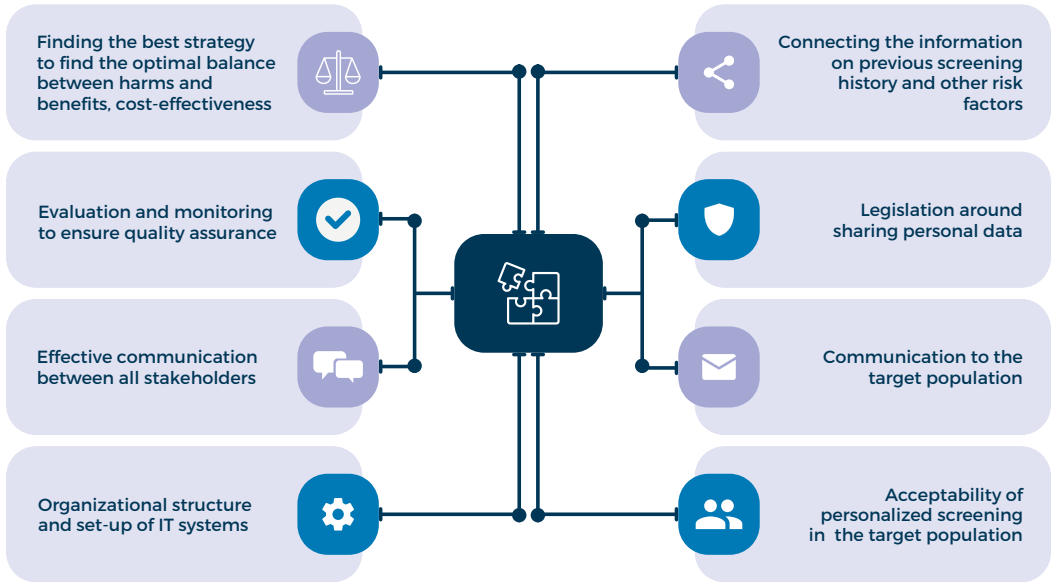 Finding the best strategy
to find the optimal balance
between harms and
benefits, cost-effectiveness
Evaluation and monitoring
to ensure quality assurance
Effective communication
between all stakeholders
Organizational structure
and set-up of IT systems
Connecting the information
on previous screening
history and other risk
factors
Legislation around
sharing personal data
Communication to the
target population
Acceptability of
personalized screening
in the target population